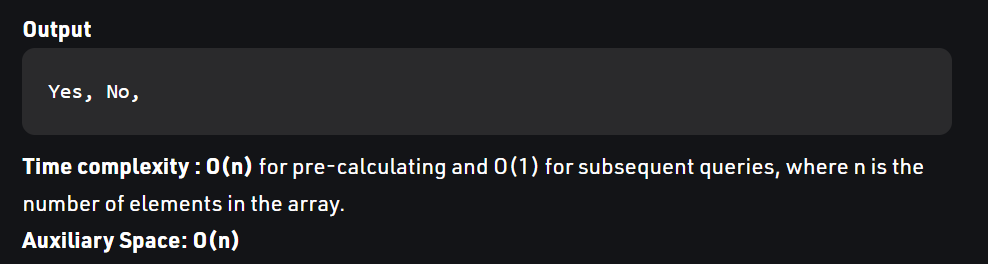 Output
Yes, No,
Time complexity : O(n) for pre-calculating and O(1) for subsequent queries, where n is the
number of elements in the array.
Auxiliary Space: O(n)